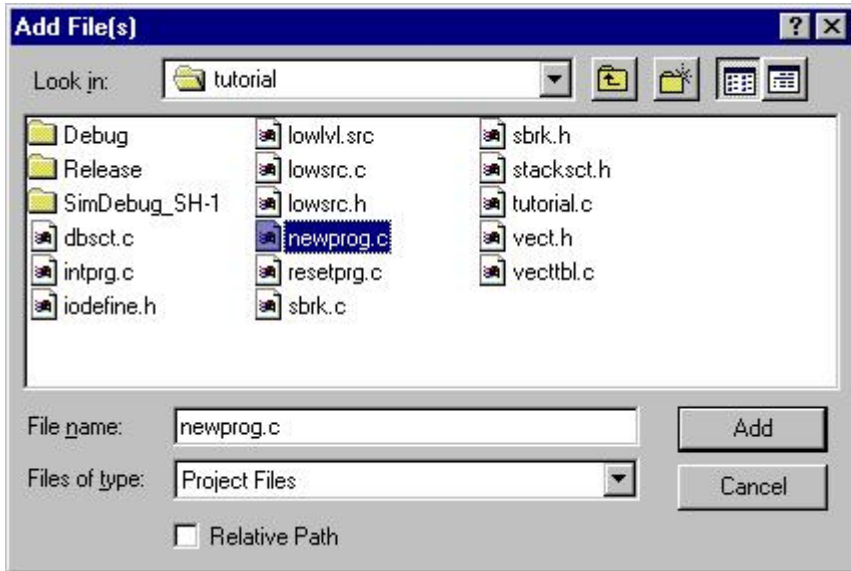 Add File(s)
Look in:
tutorial
Debug
Release
SimDebug_SH-1
dbsct.c
intprg.c
iodefine.h
lowlvl.src
lowsrc.c
lowsrc.h
newprog.c
resetprg.c
sbrk.c
sbrk.h
stacksct.h
tutorial.c
vect.h
vecttbl.c
File name:
newprog.c
Add
Files of type:
Project Files
Cancel
Relative Path